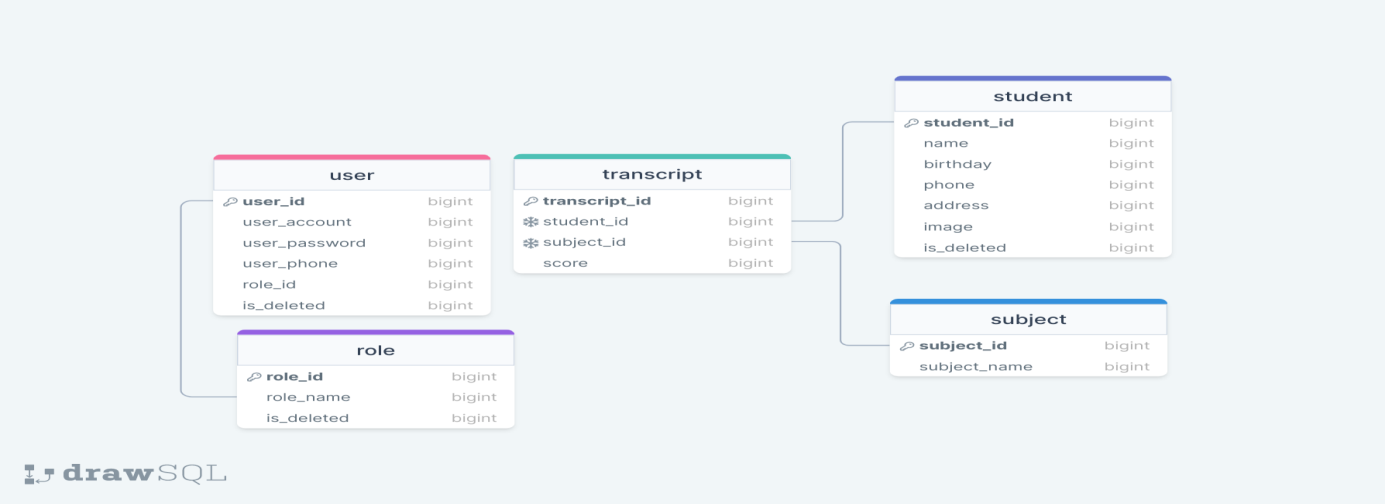 user
user_id bigint
user_account bigint
user_password bigint
user_phone bigint
role_id bigint
is_deleted bigint
role
role_id bigint
role_name bigint
is_deleted bigint
transcript
transcript_id bigint
student_id bigint
subject_id bigint
score bigint
student
student_id bigint
name bigint
birthday bigint
phone bigint
address bigint
image bigint
is_deleted bigint
subject
subject_id bigint
subject_name bigint
drawSQL